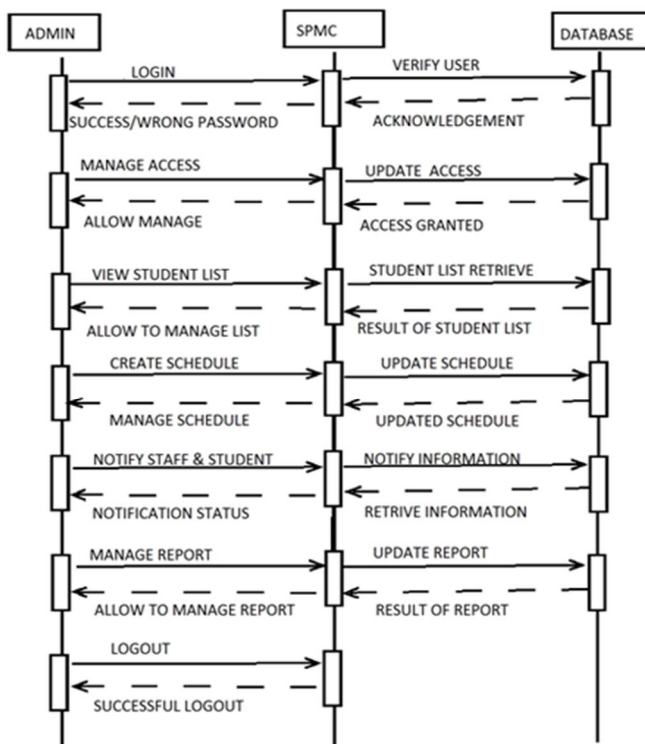 ADMIN
SPMC
DATABASE
LOGIN
VERIFY USER
SUCCESS/WRONG PASSWORD
ACKNOWLEDGEMENT
MANAGE ACCESS
UPDATE ACCESS
ALLOW MANAGE
ACCESS GRANTED
VIEW STUDENT LIST
STUDENT LIST RETRIEVE
ALLOW TO MANAGE LIST
RESULT OF STUDENT LIST
CREATE SCHEDULE
UPDATE SCHEDULE
MANAGE SCHEDULE
UPDATED SCHEDULE
NOTIFY STAFF & STUDENT
NOTIFY INFORMATION
NOTIFICATION STATUS
RETRIVE INFORMATION
MANAGE REPORT
UPDATE REPORT
ALLOW TO MANAGE REPORT
RESULT OF REPORT
LOGOUT
SUCCESSFUL LOGOUT